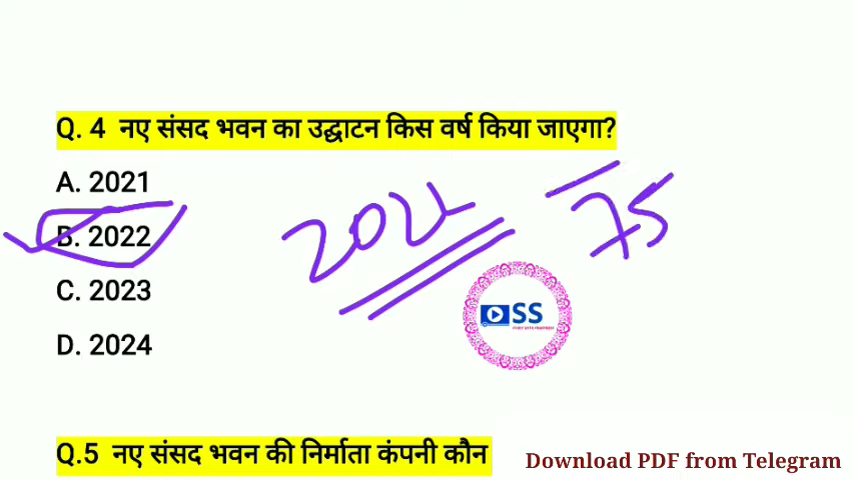 Q. 4 नए संसद भवन का उद्घाटन किस वर्ष किया जाएगा?
A. 2021
B. 2022
C. 2023
D. 2024
2022
75
SS
Q.5 नए संसद भवन की निर्माता कंपनी कौन
Download PDF from Telegram